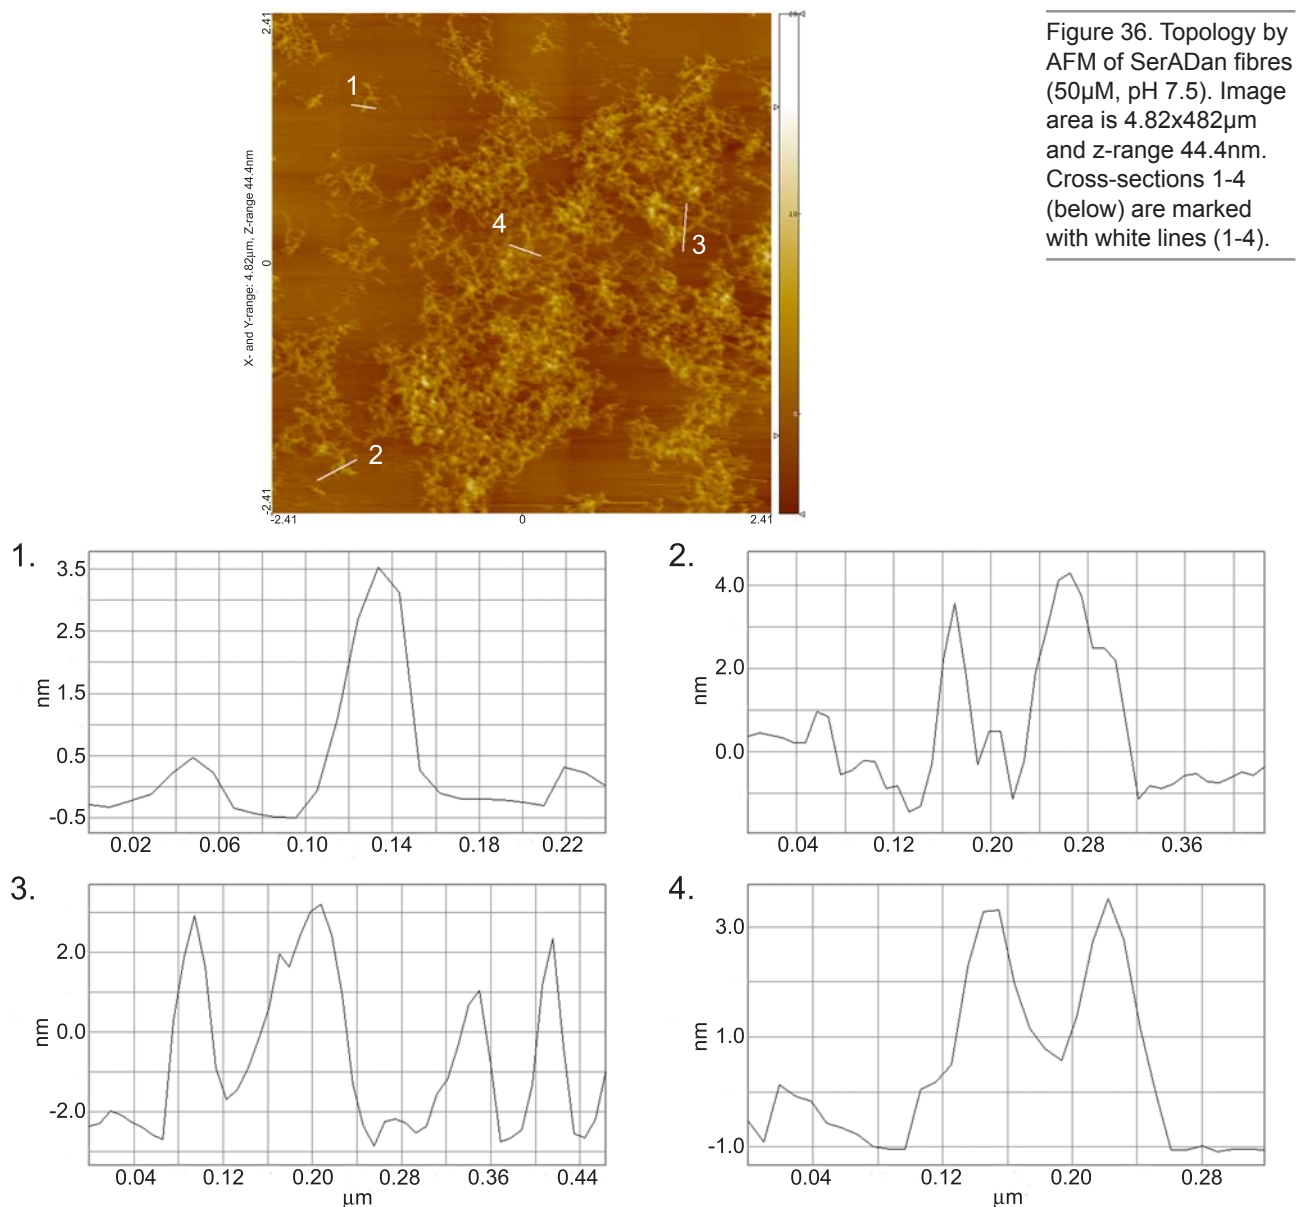 Figure 36. Topology by
AFM of SerADan fibres
(50µM, pH 7.5). Image
area is 4.82x482µm
and z-range 44.4nm.
Cross-sections 1-4
(below) are marked
with white lines (1-4).
X- and Y-range: 4.82µm, Z-range 44.4nm
2.41
0
-2.41
-2.41 0 2.41
1
2
3
4
10
5
1.
3.5
2.5
1.5
0.5
-0.5
nm
0.02 0.06 0.10 0.14 0.22
2.
4.0
2.0
0.0
nm
0.04 0.12 0.20 0.28 0.36
3.
2.0
0.0
-2.0
nm
0.04 0.12 0.20 0.28 0.36 0.44
µm
4.
3.0
1.0
-1.0
nm
0.04 0.12 0.20 0.28
µm